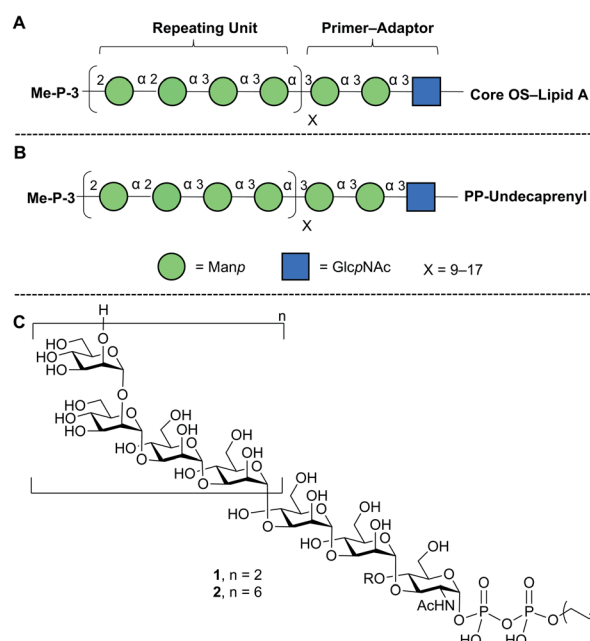 A
Repeating Unit
Primer–Adaptor
Me-P-3
2 α 2 α 3 α 3 α 3 α 3 α 3
X
Core OS–Lipid A
B
Me-P-3
2 α 2 α 3 α 3 α 3 α 3 α 3
X
PP-Undecaprenyl
= Manp
= GlcpNAc
X = 9–17
C
H
n
O
HO
HO
HO
O
O
HO
HO
HO
O
O
OH
OH
HO
O
O
OH
OH
HO
O
O
OH
OH
HO
O
O
OH
OH
HO
O
O
OH
RO
O
AcHN
O
O
P
HO
O
O
P
HO
O
1, n = 2
2, n = 6